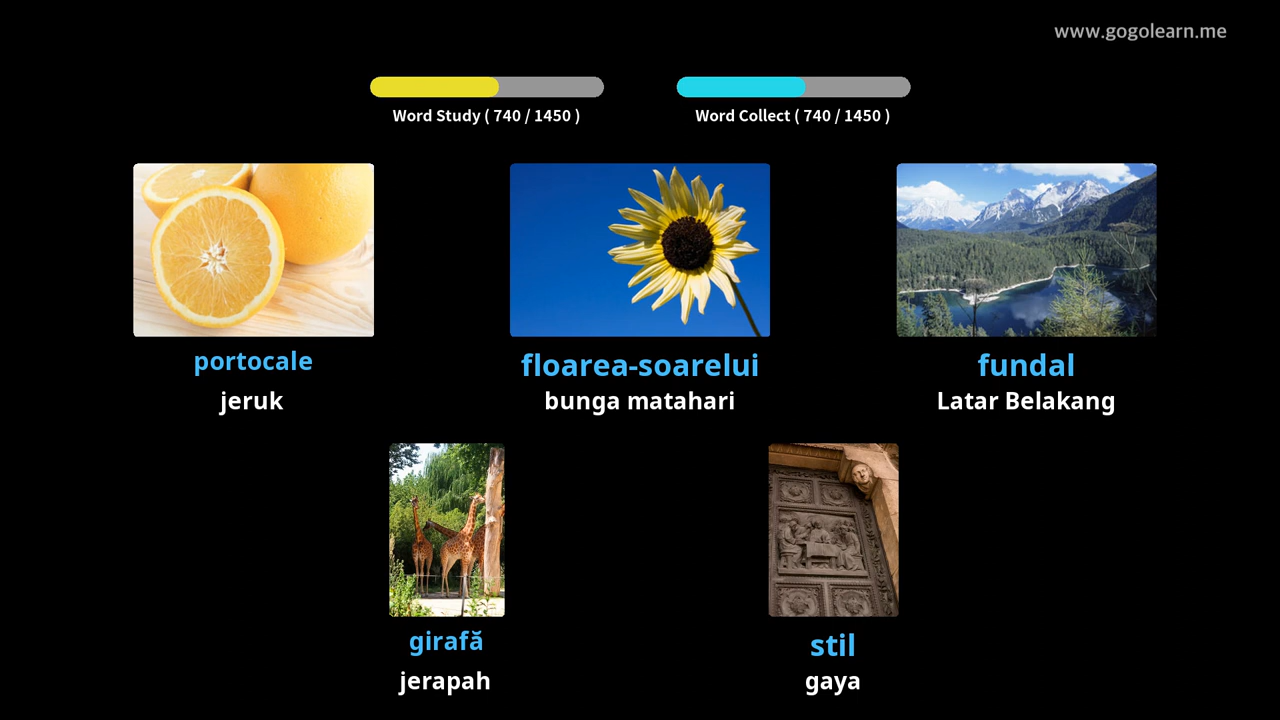 www.gogolearn.me
Word Study ( 740 / 1450 )
Word Collect ( 740 / 1450 )
portocale
jeruk
floarea-soarelui
bunga matahari
fundal
Latar Belakang
girafă
jerapah
stil
gaya